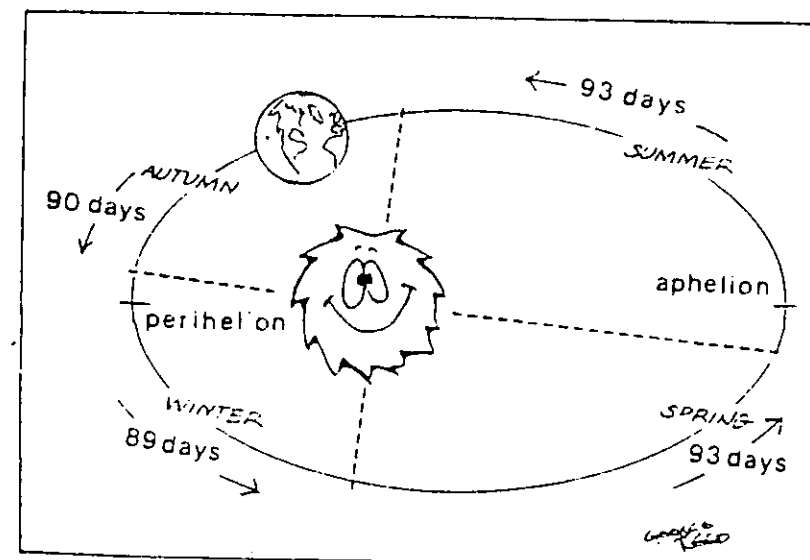 93 days
SUMMER
AUTUMN
90 days
aphelion
perihelion
WINTER
SPRING
89 days
93 days